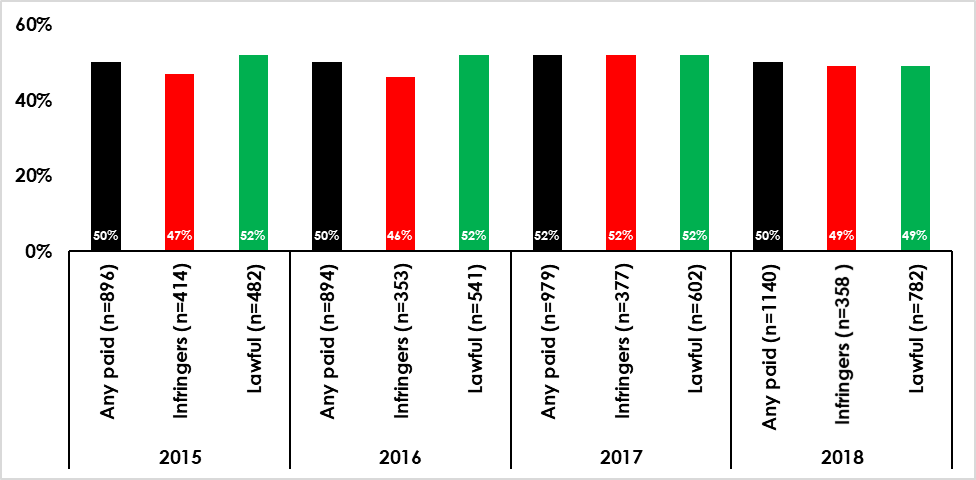 60%
40%
20%
0%
50%
47%
52%
50%
46%
52%
52%
52%
52%
50%
49%
49%
Any paid (n=896)
Infringers (n=414)
Lawful (n=482)
Any paid (n=894)
Infringers (n=353)
Lawful (n=541)
Any paid (n=979)
Infringers (n=377)
Lawful (n=602)
Any paid (n=1140)
Infringers (n=358 )
Lawful (n=782)
2015
2016
2017
2018